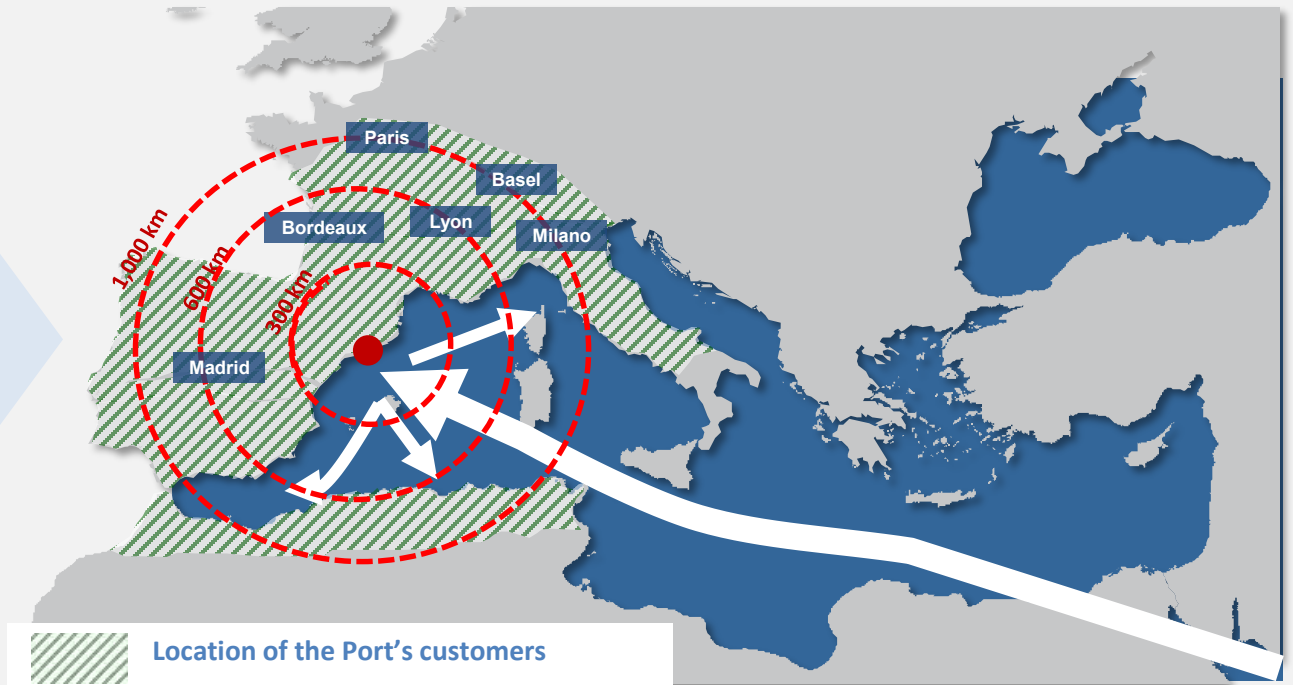 Paris
Basel
Bordeaux
Lyon
Milano
1,000 km
600 km
300 km
Madrid
Location of the Port's customers